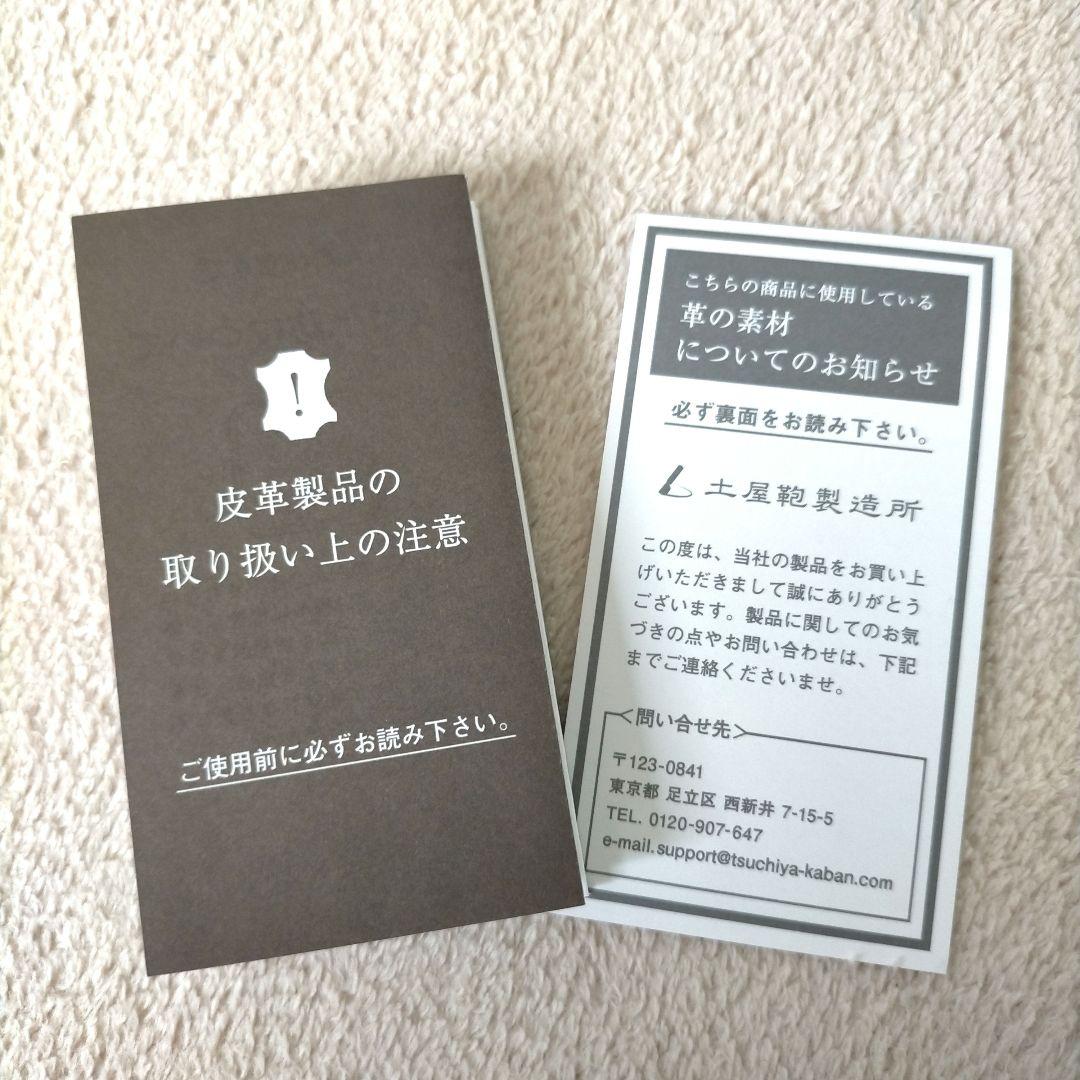 !
皮革製品の
取り扱い上の注意
ご使用前に必ずお読み下さい。
こちらの商品に使用している
革の素材
についてのお知らせ
必ず裏面をお読み下さい。
土屋鞄製造所
この度は、当社の製品をお買い上
げいただきまして誠にありがとう
ございます。製品に関してのお気
づきの点やお問い合わせは、下記
までご連絡くださいませ。
問い合せ先
〒123-0841
東京都 足立区 西新井 7-15-5
TEL. 0120-907-647
e-mail.support@tsuchiya-kaban.com